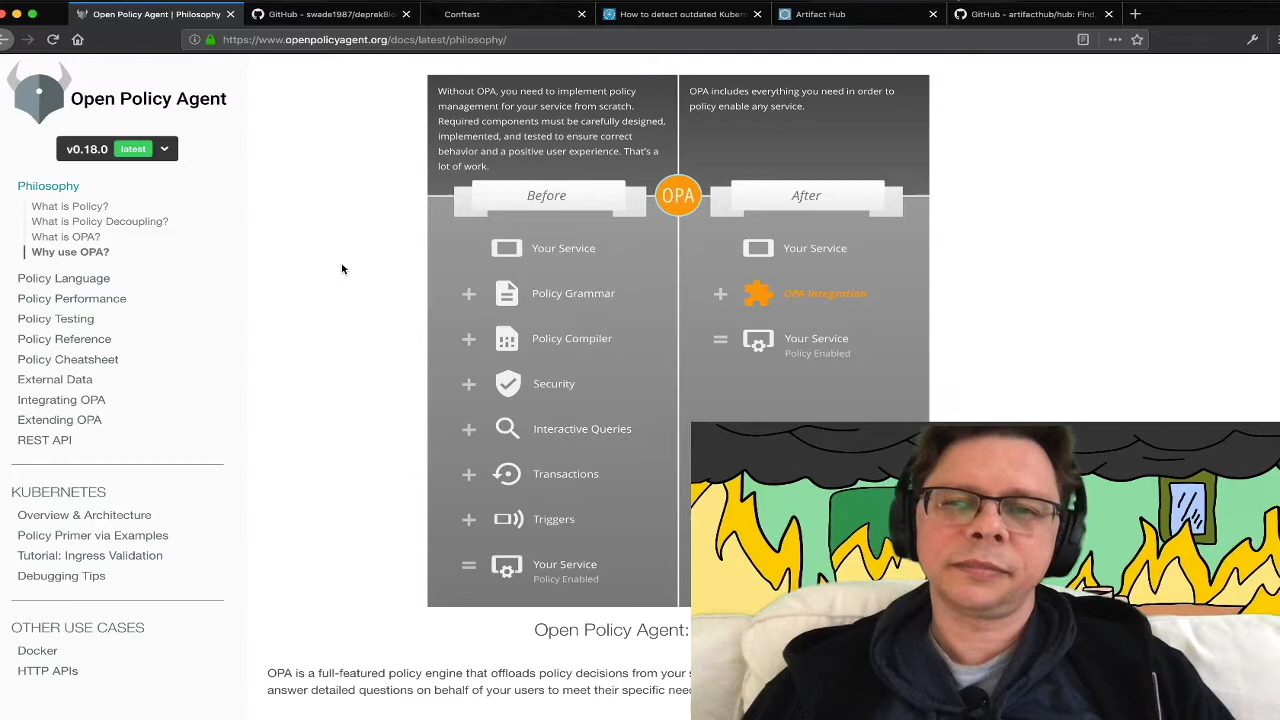 Open Policy Agent | Philosophy
GitHub - swade1987/deprek8io
Conftest
How to detect outdated Kubern
Artifact Hub
GitHub - artifacthub/hub: Find,
https://www.openpolicyagent.org/docs/latest/philosophy/
Open Policy Agent
v0.18.0 latest
Philosophy
What is Policy?
What is Policy Decoupling?
What is OPA?
Why use OPA?
Policy Language
Policy Performance
Policy Testing
Policy Reference
Policy Cheatsheet
External Data
Integrating OPA
Extending OPA
REST API
KUBERNETES
Overview & Architecture
Policy Primer via Examples
Tutorial: Ingress Validation
Debugging Tips
OTHER USE CASES
Docker
HTTP APIs
Without OPA, you need to implement policy
management for your service from scratch.
Required components must be carefully designed,
implemented, and tested to ensure correct
behavior and a positive user experience. That's a
lot of work.
OPA includes everything you need in order to
policy enable any service.
Before
OPA
After
Your Service
+ Policy Grammar
+ Policy Compiler
+ Security
+ Interactive Queries
+ Transactions
+ Triggers
= Your Service
Policy Enabled
Your Service
+ OPA Integration
= Your Service
Policy Enabled
Open Policy Agent:
OPA is a full-featured policy engine that offloads policy decisions from your
answer detailed questions on behalf of your users to meet their specific